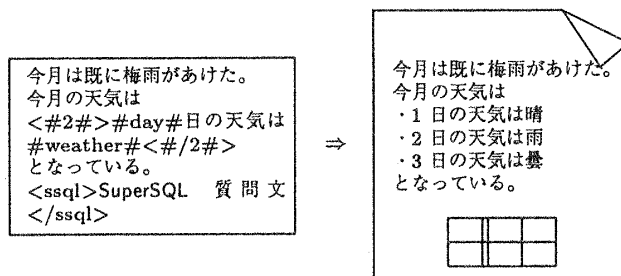 今月は既に梅雨があけた。
今月の天気は
<#2#>#day#日の天気は
#weather#<#/2#>
となっている。
<ssql>SuperSQL 質問文
</ssql>
⇒
今月は既に梅雨があけた。
今月の天気は
・1 日の天気は晴
・2 日の天気は雨
・3 日の天気は曇
となっている。